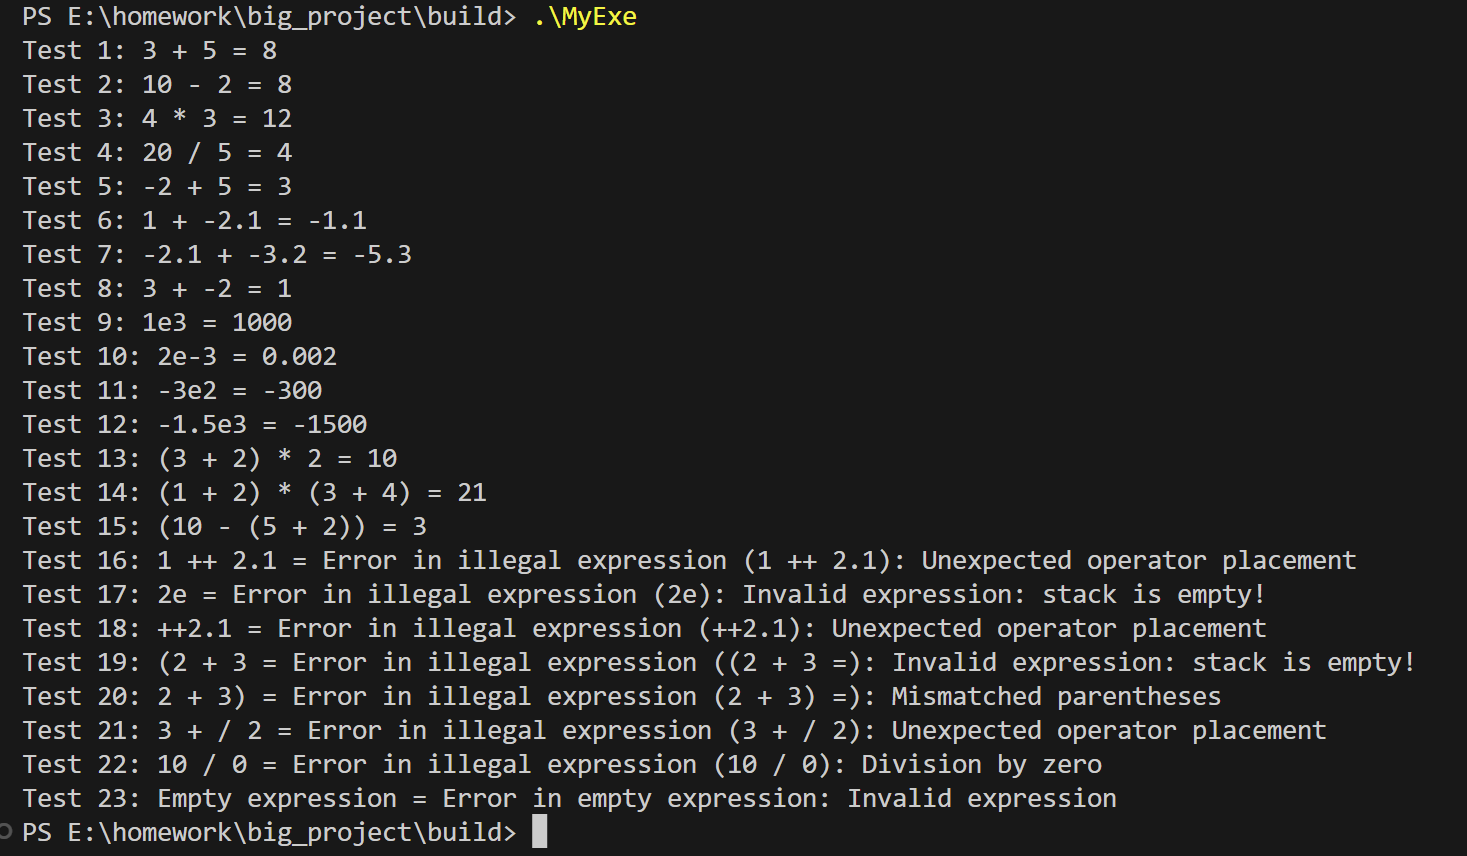 PS E:\homework\big_project\build> .\MyExe
Test 1: 3 + 5 = 8
Test 2: 10 - 2 = 8
Test 3: 4 * 3 = 12
Test 4: 20 / 5 = 4
Test 5: -2 + 5 = 3
Test 6: 1 + -2.1 = -1.1
Test 7: -2.1 + -3.2 = -5.3
Test 8: 3 + -2 = 1
Test 9: 1e3 = 1000
Test 10: 2e-3 = 0.002
Test 11: -3e2 = -300
Test 12: -1.5e3 = -1500
Test 13: (3 + 2) * 2 = 10
Test 14: (1 + 2) * (3 + 4) = 21
Test 15: (10 - (5 + 2)) = 3
Test 16: 1 ++ 2.1 = Error in illegal expression (1 ++ 2.1): Unexpected operator placement
Test 17: 2e = Error in illegal expression (2e): Invalid expression: stack is empty!
Test 18: ++2.1 = Error in illegal expression (++2.1): Unexpected operator placement
Test 19: (2 + 3 = Error in illegal expression ((2 + 3 =): Invalid expression: stack is empty!
Test 20: 2 + 3) = Error in illegal expression (2 + 3) =): Mismatched parentheses
Test 21: 3 + / 2 = Error in illegal expression (3 + / 2): Unexpected operator placement
Test 22: 10 / 0 = Error in illegal expression (10 / 0): Division by zero
Test 23: Empty expression = Error in empty expression: Invalid expression
PS E:\homework\big_project\build>